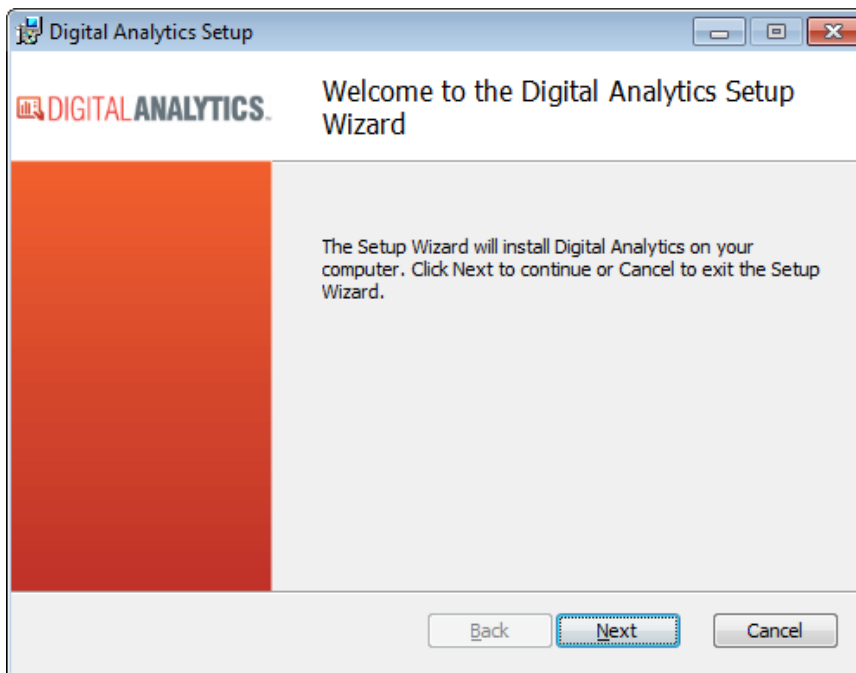 Digital Analytics Setup
DIGITALANALYTICS
Welcome to the Digital Analytics Setup
Wizard
The Setup Wizard will install Digital Analytics on your
computer. Click Next to continue or Cancel to exit the Setup
Wizard.
Back
Next
Cancel